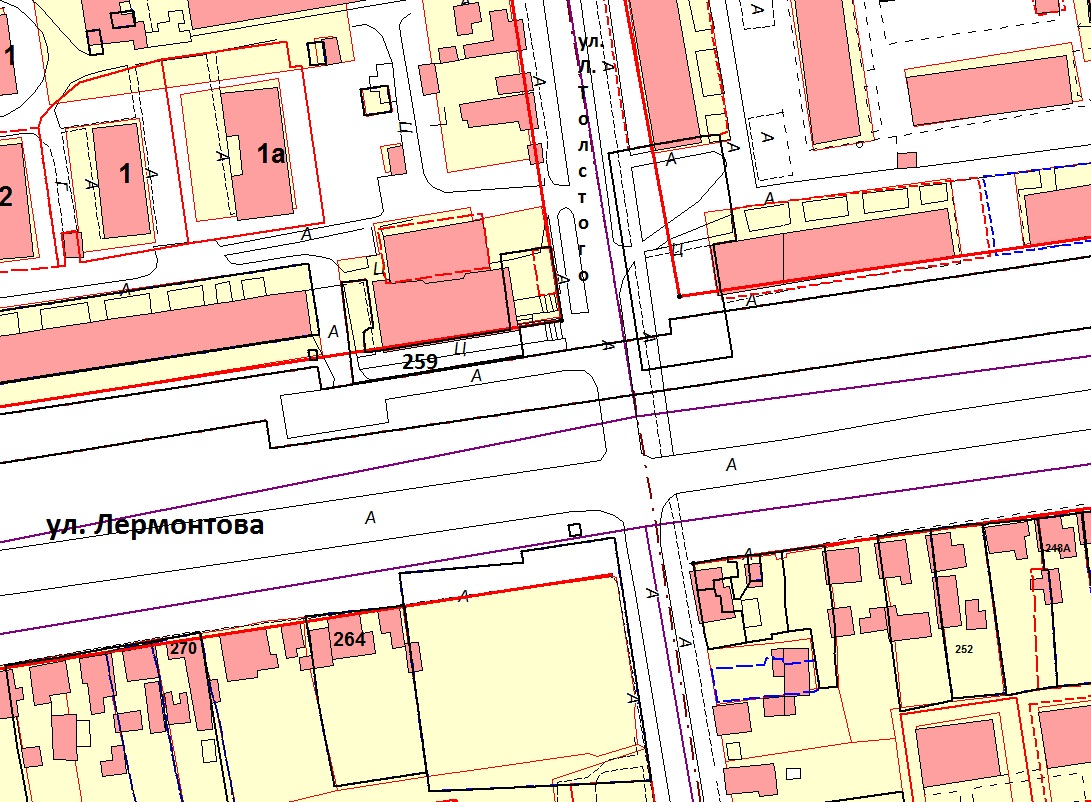 1
А
ул.
Л.
Т
о
л
с
т
о
г
о
А
А
А
Ц
А
А
А
1а
1
А
А
А
Г
2
А
А
Ц
А
Ц
А
А
А
А
Ц
259
А
А
А
А
А
ул. Лермонтова
А
А
248А
А
А
264
270
А
252
А